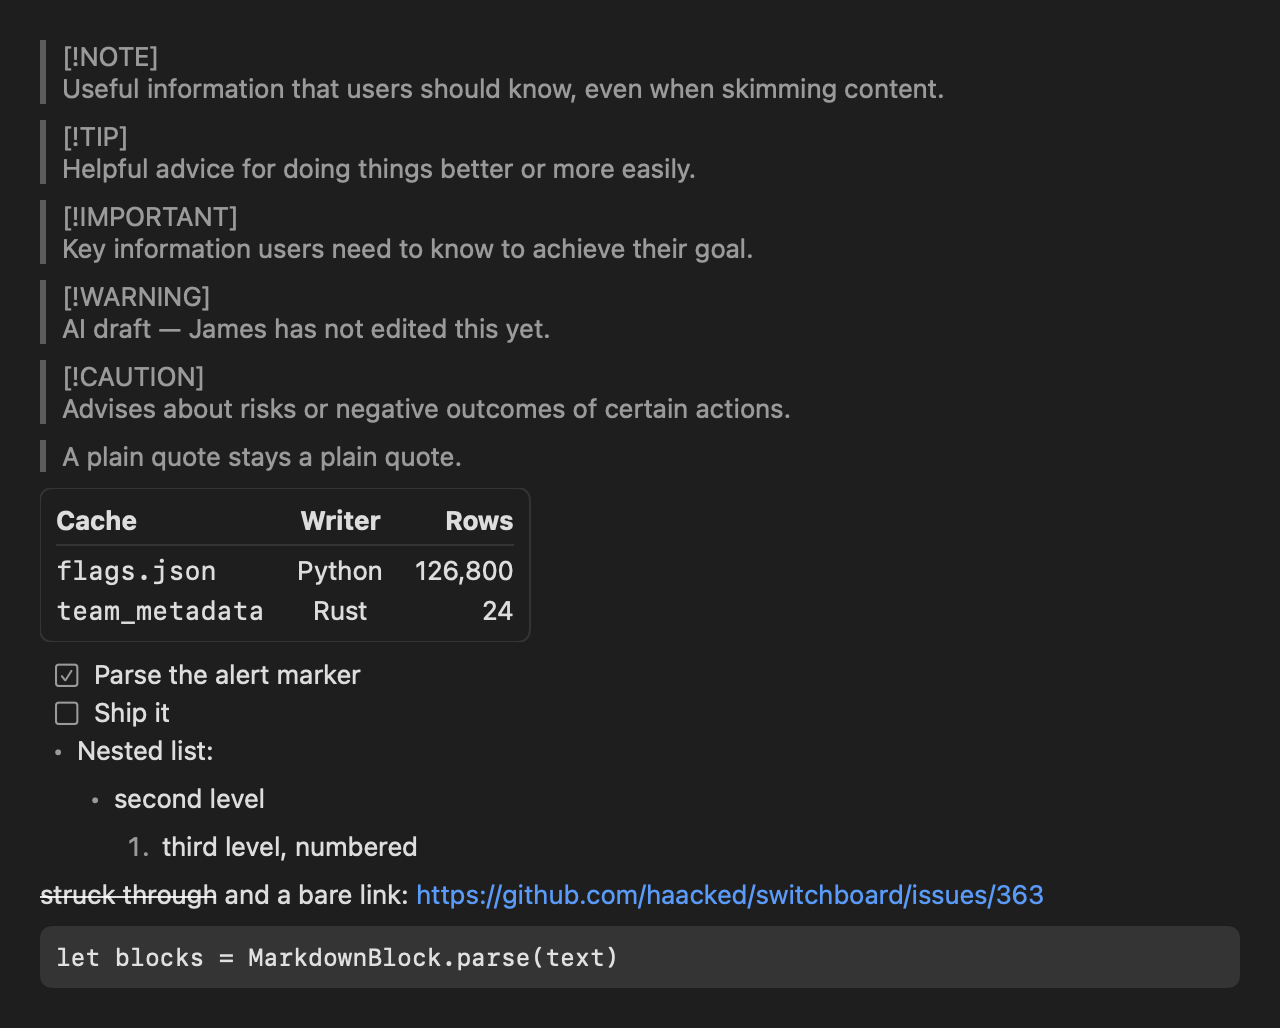 [!NOTE]
Useful information that users should know, even when skimming content.
[!TIP]
Helpful advice for doing things better or more easily.
[!IMPORTANT]
Key information users need to know to achieve their goal.
[!WARNING]
AI draft — James has not edited this yet.
[!CAUTION]
Advises about risks or negative outcomes of certain actions.
A plain quote stays a plain quote.
Cache Writer Rows
flags.json Python 126,800
team_metadata Rust 24
Parse the alert marker
Ship it
• Nested list:
• second level
1. third level, numbered
struck through and a bare link: https://github.com/haacked/switchboard/issues/363
let blocks = MarkdownBlock.parse(text)